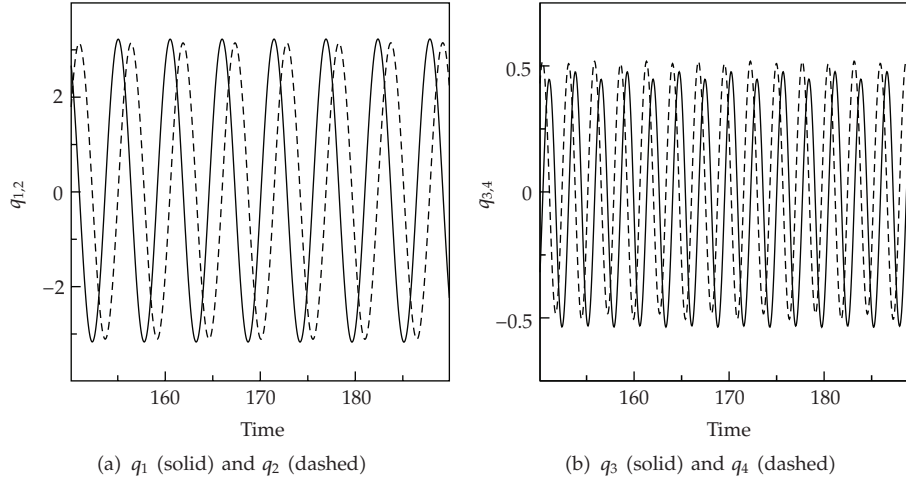 2
0
−2
q1,2
160
170
180
Time
(a) q1 (solid) and q2 (dashed)
0.5
0
−0.5
q3,4
160
170
180
Time
(b) q3 (solid) and q4 (dashed)